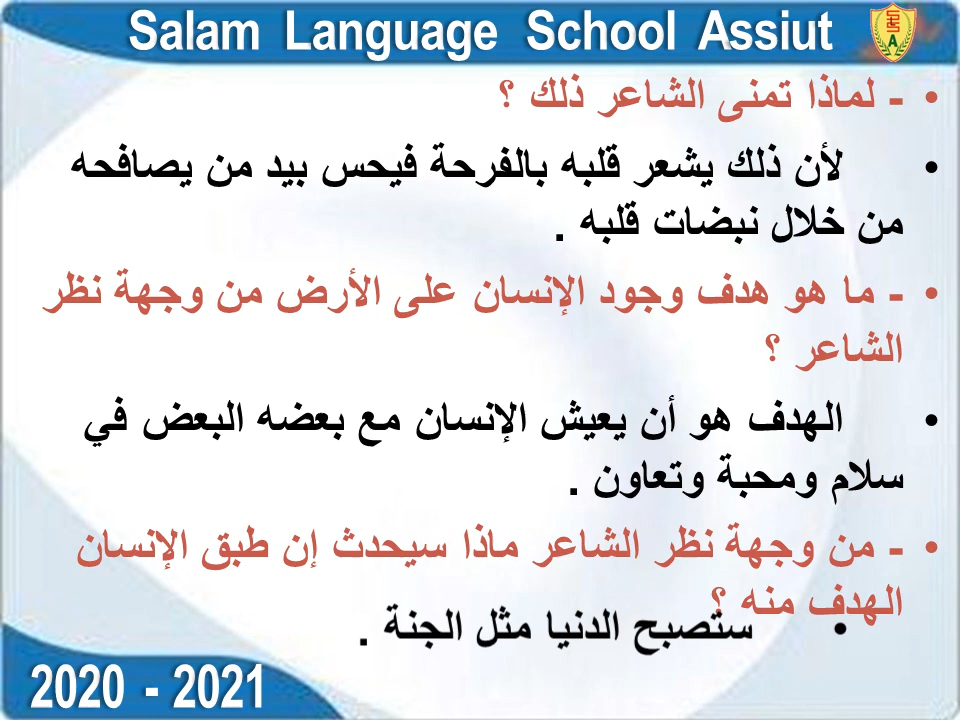 Salam Language School Assiut
• - لماذا تمنى الشاعر ذلك ؟
• لأن ذلك يشعر قلبه بالفرحة فيحس بيد من يصافحه
من خلال نبضات قلبه .
• - ما هو هدف وجود الإنسان على الأرض من وجهة نظر
الشاعر ؟
• الهدف هو أن يعيش الإنسان مع بعضه البعض في
سلام ومحبة وتعاون .
• - من وجهة نظر الشاعر ماذا سيحدث إن طبق الإنسان
الهدف منه ؟
• ستصبح الدنيا مثل الجنة .
2020 - 2021